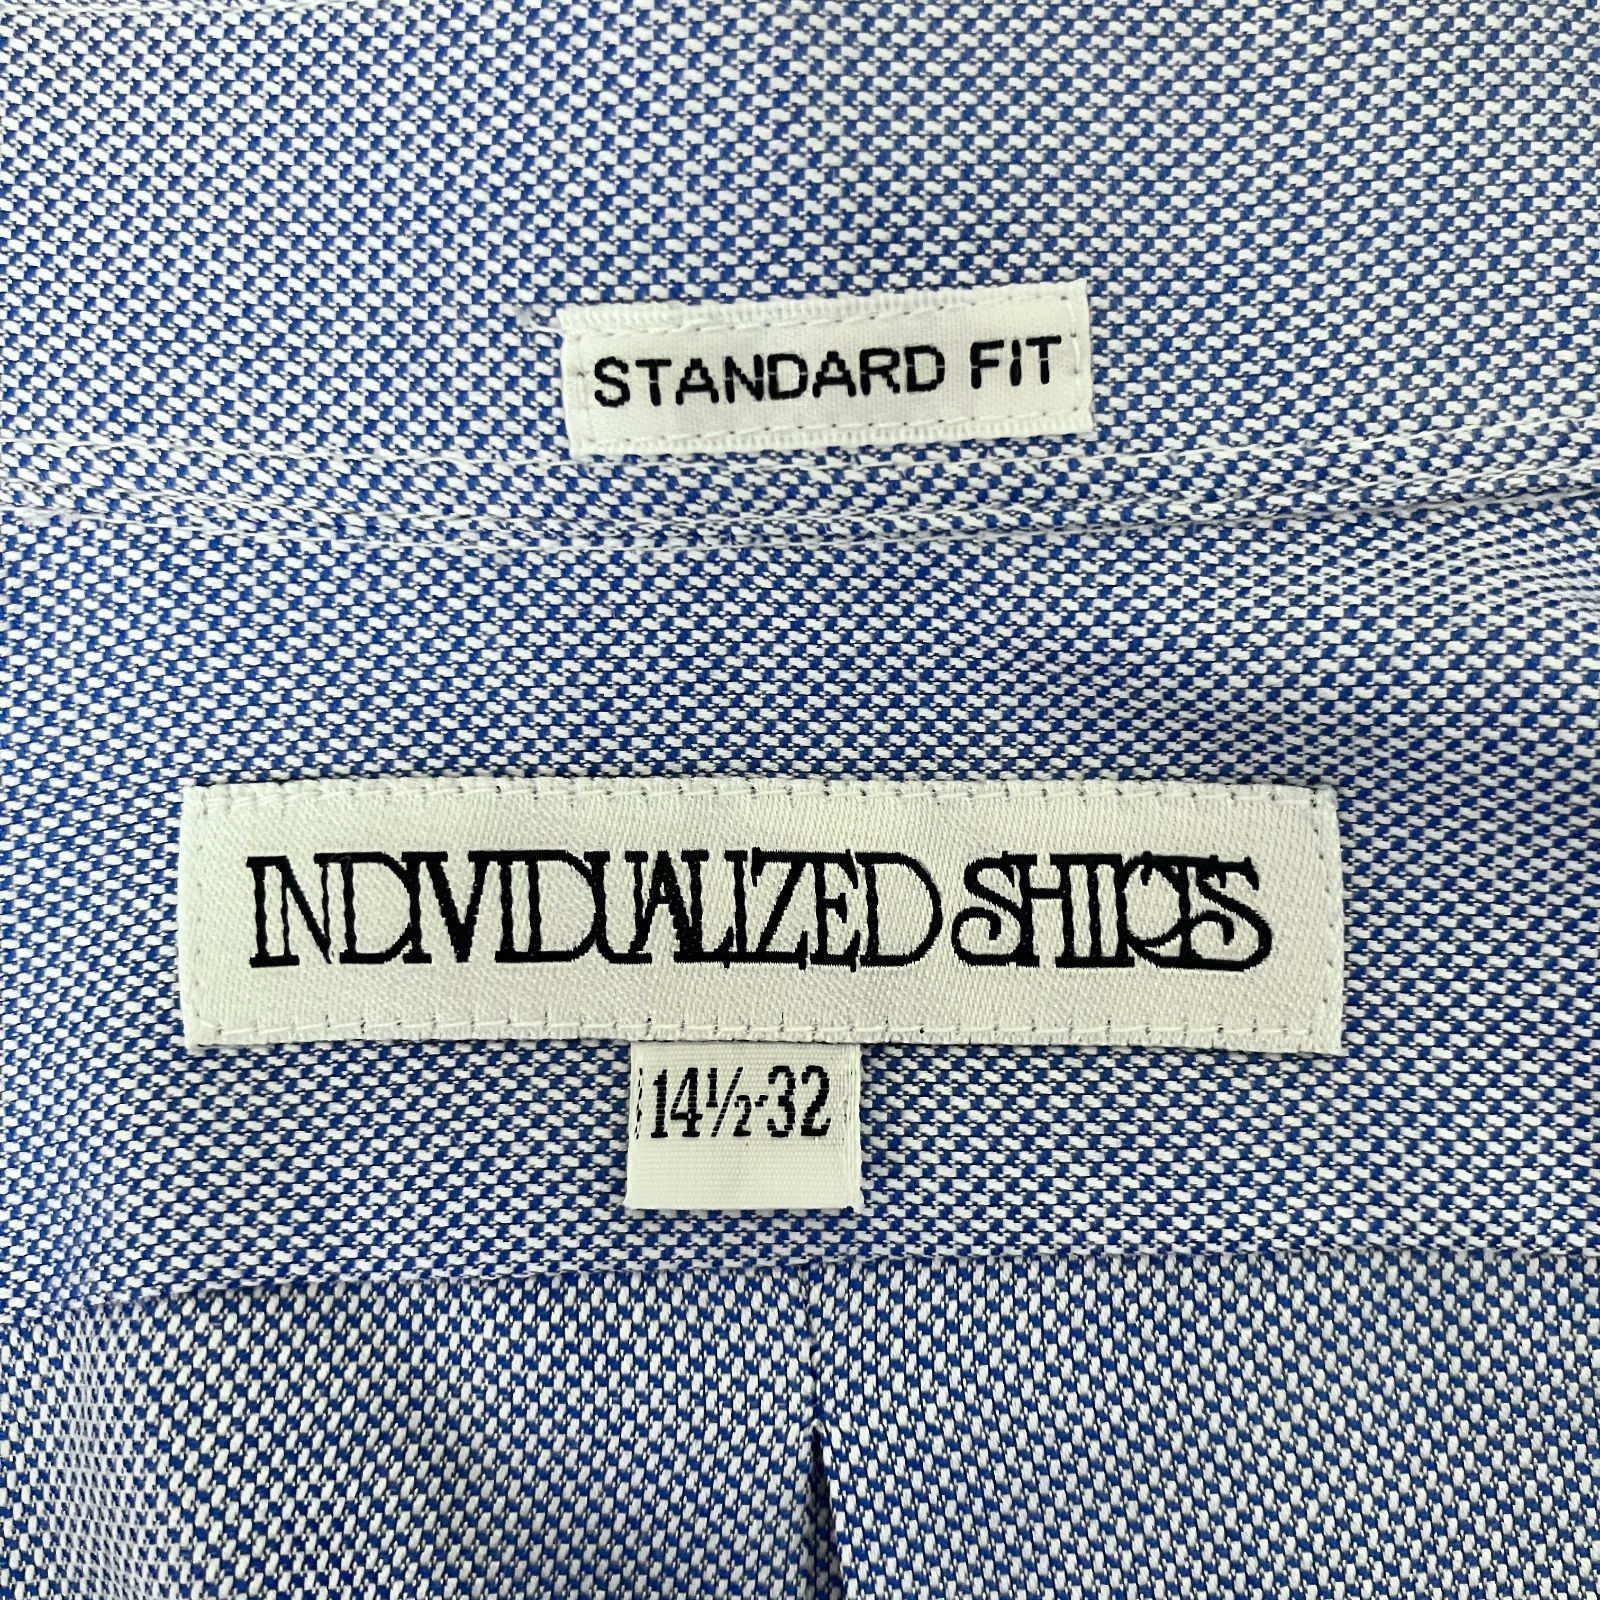 STANDARD FIT
INDIVIDUALIZED SHIRTS
14½-32